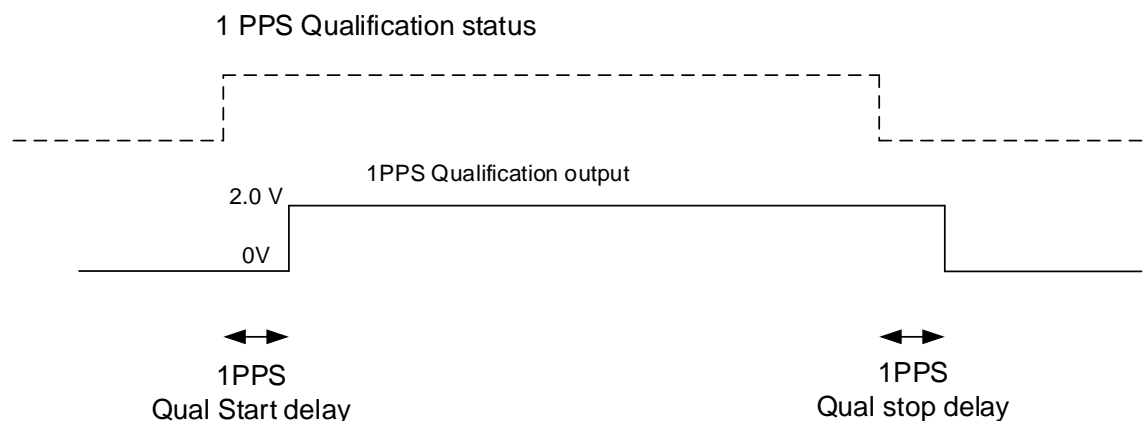 1 PPS Qualification status
1PPS Qualification output
2.0 V
0V
1PPS
Qual Start delay
1PPS
Qual stop delay